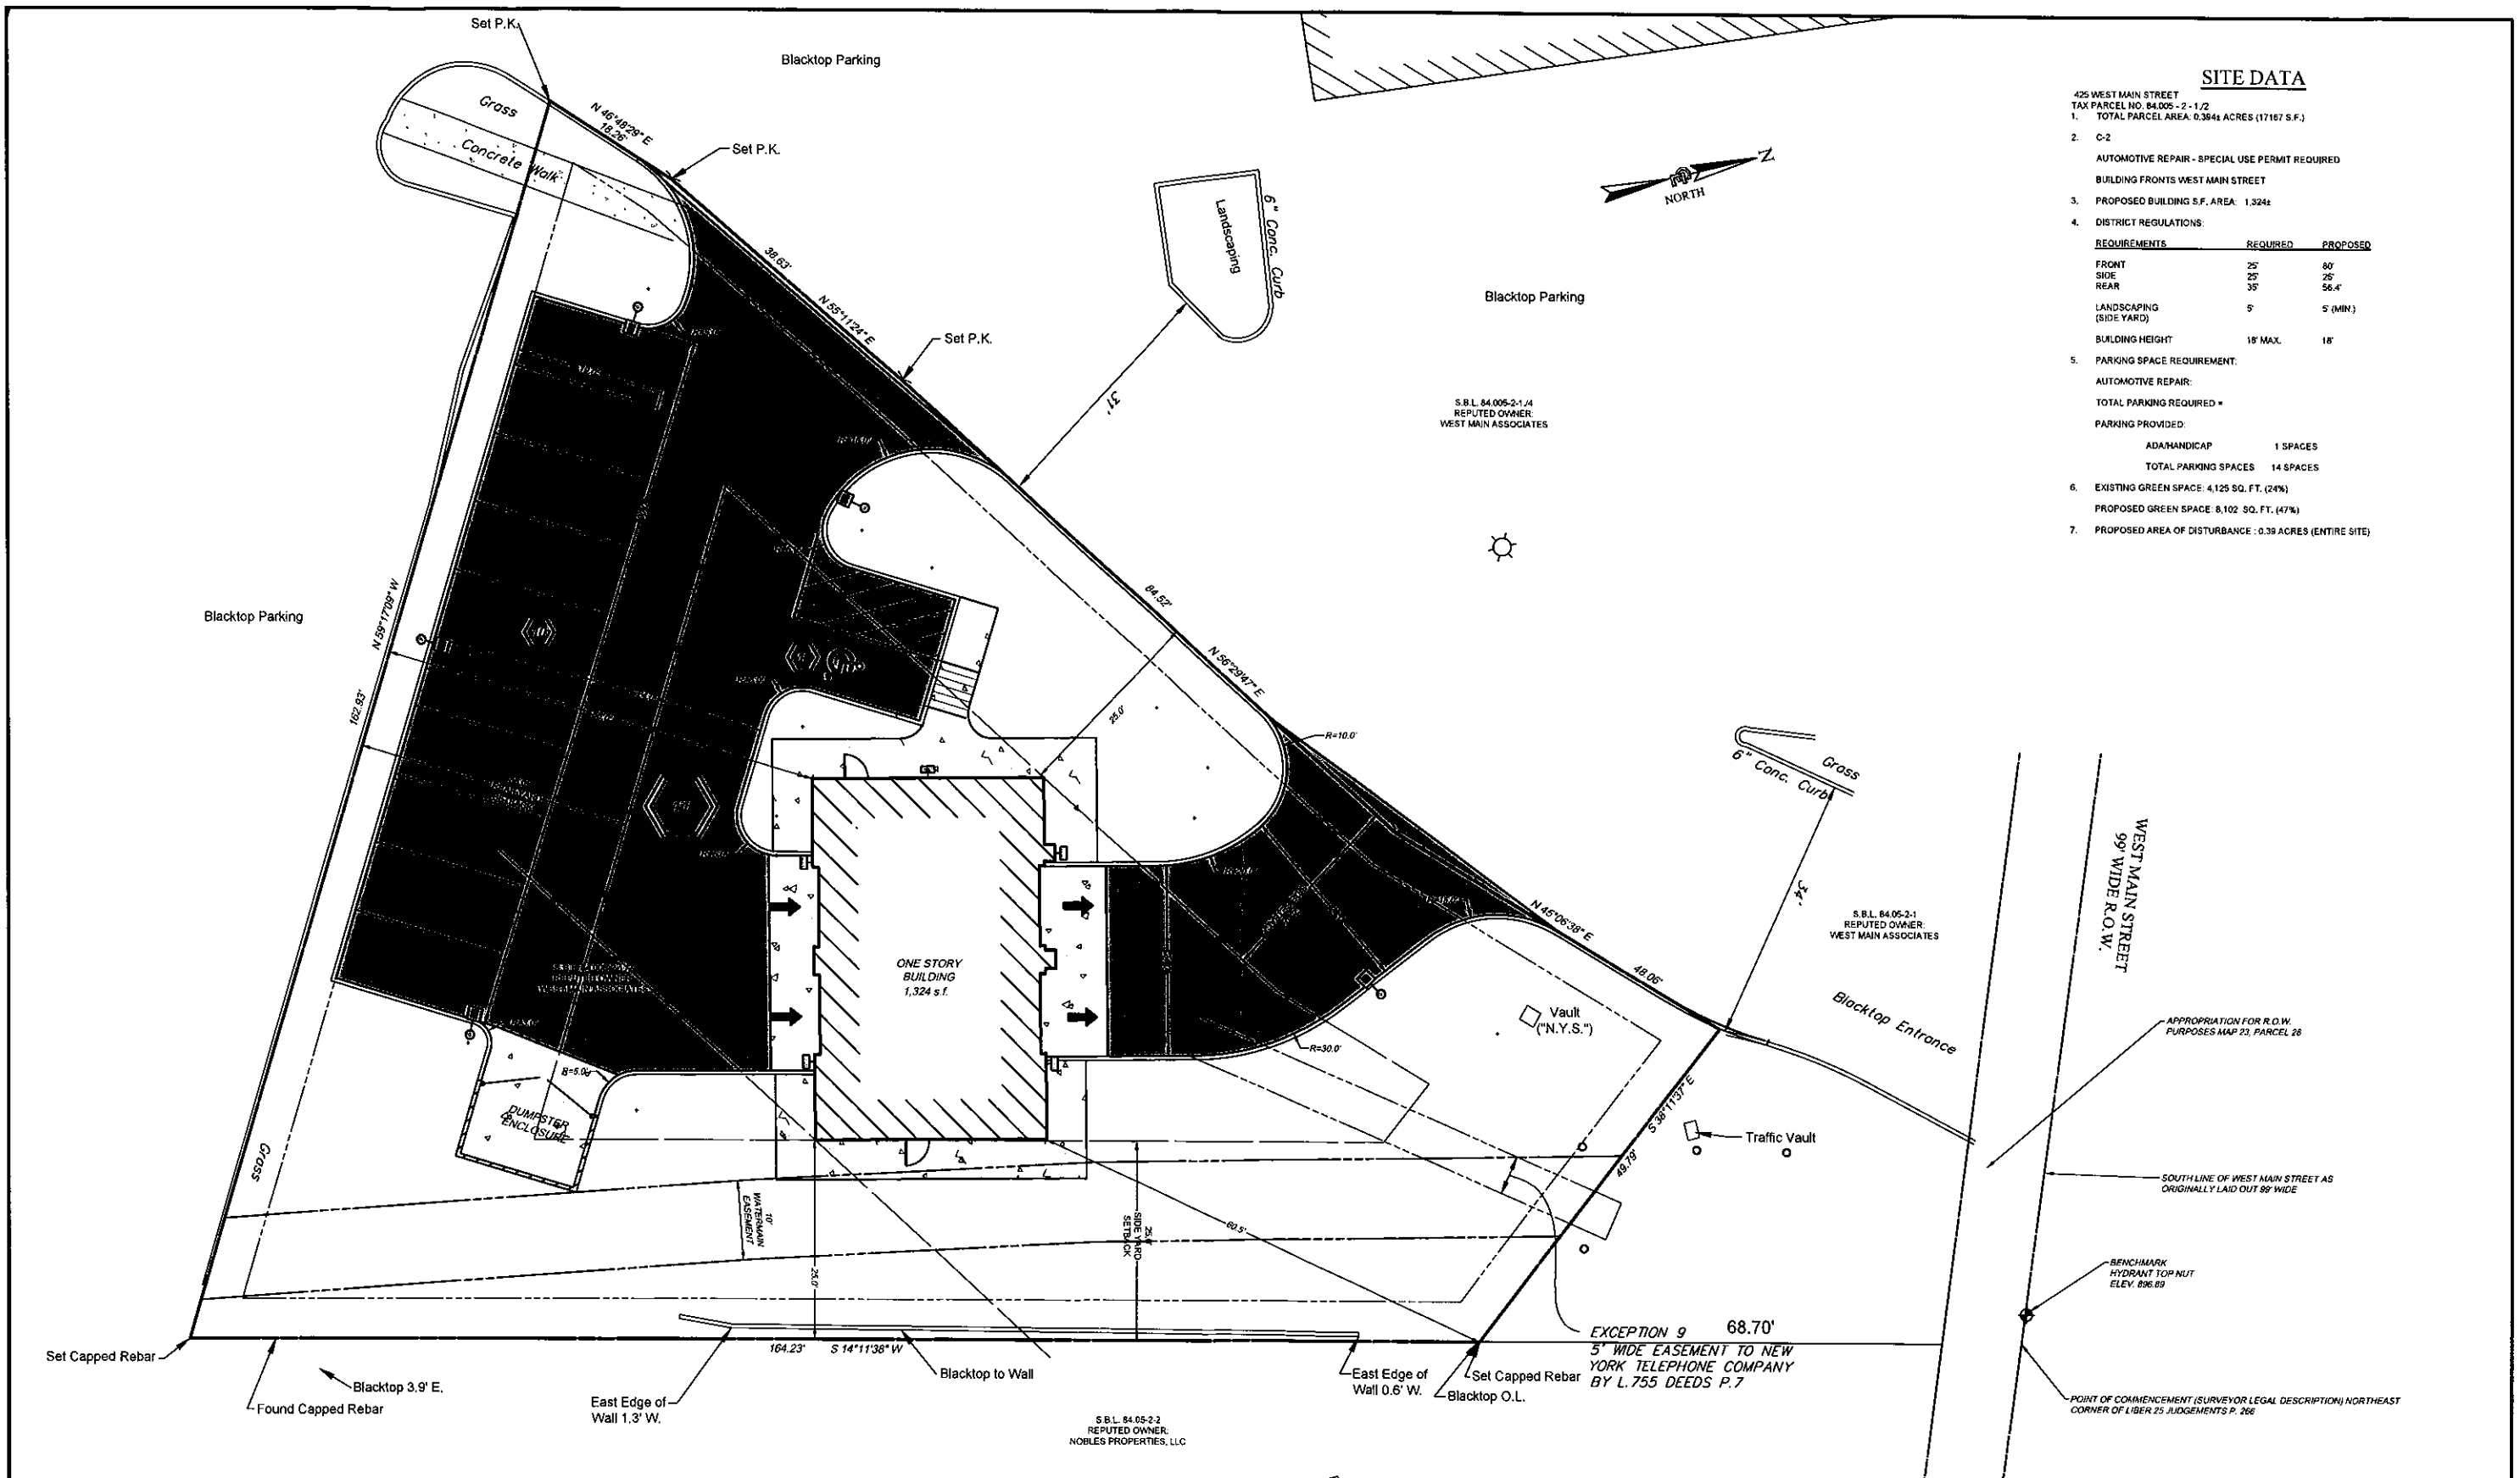 Set P.K.
Blacktop Parking
Grass
Concrete Walk
N 46°48'29" E
18.26'
Set P.K.
38.63'
N 55°11'24" E
Set P.K.
31'
Landscaping
6" Conc. Curb
NORTH
Z
Blacktop Parking
S.B.L. 84.005-2-1./4
REPUTED OWNER:
WEST MAIN ASSOCIATES
SITE DATA
425 WEST MAIN STREET
TAX PARCEL NO. 84.005 - 2 - 1./2
1. TOTAL PARCEL AREA: 0.394± ACRES (17167 S.F.)
2. C-2
AUTOMOTIVE REPAIR - SPECIAL USE PERMIT REQUIRED
BUILDING FRONTS WEST MAIN STREET
3. PROPOSED BUILDING S.F. AREA: 1,324±
4. DISTRICT REGULATIONS:
REQUIREMENTS REQUIRED PROPOSED
FRONT 25' 80'
SIDE 25' 25'
REAR 35' 56.4'
LANDSCAPING 5' 5' (MIN.)
(SIDE YARD)
BUILDING HEIGHT 18' MAX. 18'
5. PARKING SPACE REQUIREMENT:
AUTOMOTIVE REPAIR:
TOTAL PARKING REQUIRED =
PARKING PROVIDED:
ADA/HANDICAP 1 SPACES
TOTAL PARKING SPACES 14 SPACES
6. EXISTING GREEN SPACE: 4,125 SQ. FT. (24%)
PROPOSED GREEN SPACE: 8,102 SQ. FT. (47%)
7. PROPOSED AREA OF DISTURBANCE : 0.39 ACRES (ENTIRE SITE)
Blacktop Parking
N 59°17'09" W
162.93'
84.52'
N 56°29'47" E
25.0'
R=10.0'
6" Conc. Curb
Grass
34'
WEST MAIN STREET
99' WIDE R.O.W.
S.B.L. 84.05-2-1
REPUTED OWNER:
WEST MAIN ASSOCIATES
N 45°06'38" E
48.06'
Blacktop Entrance
APPROPRIATION FOR R.O.W.
PURPOSES MAP 23, PARCEL 26
ONE STORY
BUILDING
1,324 s.f.
REPUTED OWNER:
WEST MAIN ASSOCIATES
Vault
("N.Y.S.")
R=30.0'
R=5.0'
DUMPSTER
ENCLOSURE
Grass
S 38°11'37" E
49.79'
Traffic Vault
SOUTH LINE OF WEST MAIN STREET AS
ORIGINALLY LAID OUT 99' WIDE
10'
WATERMAIN
EASEMENT
25.0'
25.0'
SIDE YARD
SETBACK
60.5'
BENCHMARK
HYDRANT TOP NUT
ELEV. 896.89
EXCEPTION 9
68.70'
5' WIDE EASEMENT TO NEW
YORK TELEPHONE COMPANY
BY L.755 DEEDS P.7
164.23' S 14°11'38" W
Set Capped Rebar
Blacktop 3.9' E.
Found Capped Rebar
East Edge of
Wall 1.3' W.
Blacktop to Wall
East Edge of
Wall 0.6' W.
Set Capped Rebar
Blacktop O.L.
S.B.L. 84.05-2-2
REPUTED OWNER:
NOBLES PROPERTIES, LLC
POINT OF COMMENCEMENT (SURVEYOR LEGAL DESCRIPTION) NORTHEAST
CORNER OF LIBER 25 JUDGEMENTS P. 266